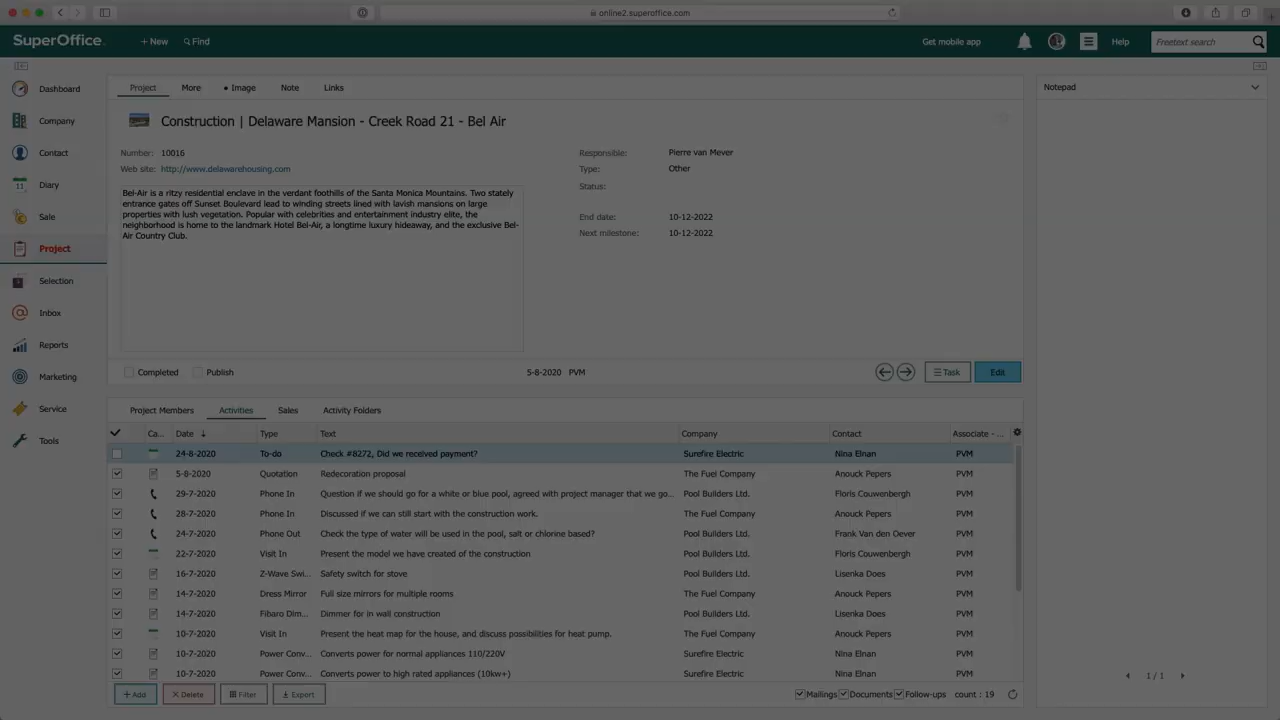 online2.superoffice.com
SuperOffice
+ New
Find
Get mobile app
Help
Freetext search
Dashboard
Company
Contact
11 Diary
Sale
Project
Selection
Inbox
Reports
Marketing
Service
Tools
Project More Image Note Links
Construction | Delaware Mansion - Creek Road 21 - Bel Air
Number: 10016
Web site: http://www.delawarehousing.com
Bel-Air is a ritzy residential enclave in the verdant foothills of the Santa Monica Mountains. Two stately
entrance gates off Sunset Boulevard lead to winding streets lined with lavish mansions on large
properties with lush vegetation. Popular with celebrities and entertainment industry elite, the
neighborhood is home to the landmark Hotel Bel-Air, a longtime luxury hideaway, and the exclusive Bel-
Air Country Club.
Responsible: Pierre van Mever
Type: Other
Status:
End date: 10-12-2022
Next milestone: 10-12-2022
Completed Publish 5-8-2020 PVM Task Edit
Project Members Activities Sales Activity Folders
Ca... Date Type Text Company Contact Associate - ...
24-8-2020 To-do Check #8272, Did we received payment? Surefire Electric Nina Elnan PVM
5-8-2020 Quotation Redecoration proposal The Fuel Company Anouck Pepers PVM
29-7-2020 Phone In Question if we should go for a white or blue pool, agreed with project manager that we go... Pool Builders Ltd. Floris Couwenbergh PVM
28-7-2020 Phone In Discussed if we can still start with the construction work. The Fuel Company Anouck Pepers PVM
24-7-2020 Phone Out Check the type of water will be used in the pool, salt or chlorine based? Pool Builders Ltd. Frank Van den Oever PVM
22-7-2020 Visit In Present the model we have created of the construction Pool Builders Ltd. Floris Couwenbergh PVM
16-7-2020 Z-Wave Swi... Safety switch for stove Pool Builders Ltd. Lisenka Does PVM
14-7-2020 Dress Mirror Full size mirrors for multiple rooms The Fuel Company Anouck Pepers PVM
14-7-2020 Fibaro Dim... Dimmer for in wall construction Pool Builders Ltd. Lisenka Does PVM
10-7-2020 Visit In Present the heat map for the house, and discuss possibilities for heat pump. The Fuel Company Anouck Pepers PVM
10-7-2020 Power Conv... Converts power for normal appliances 110/220V Surefire Electric Nina Elnan PVM
10-7-2020 Power Conv... Converts power to high rated appliances (10kw+) Surefire Electric Nina Elnan PVM
+ Add Delete Filter Export Mailings Documents Follow-ups count : 19
Notepad
1 / 1